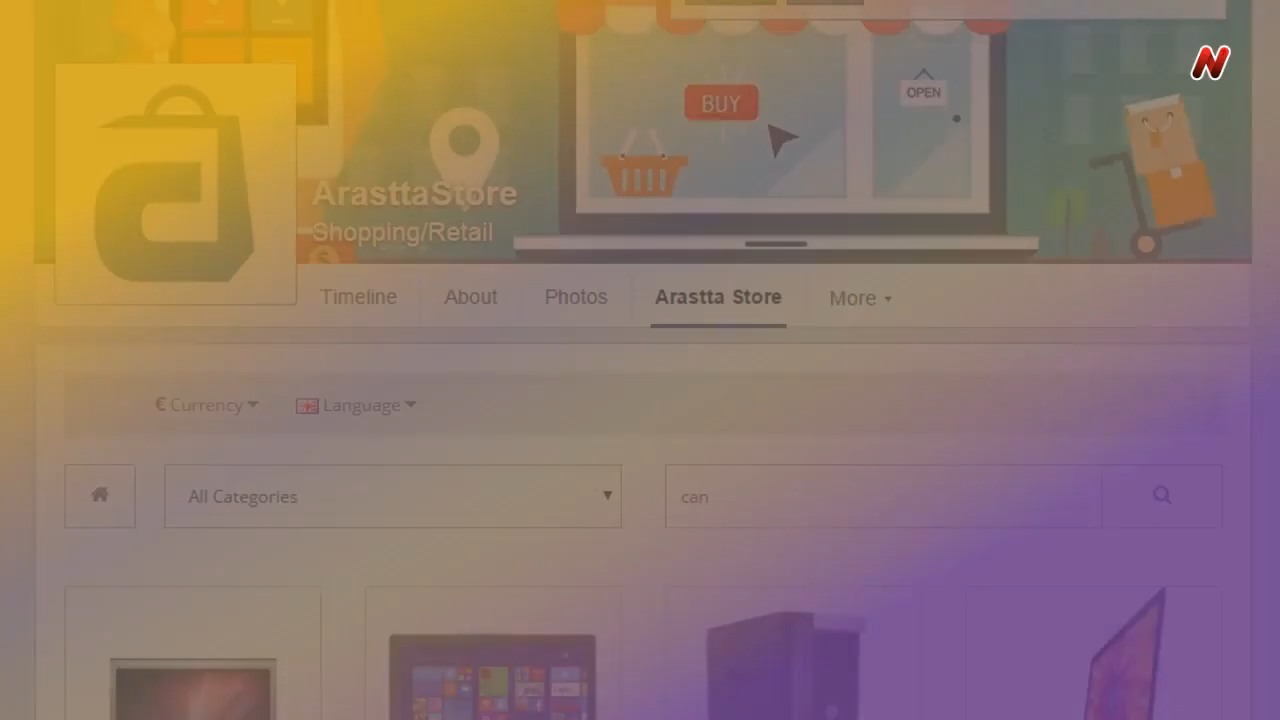 N
BUY
OPEN
ArasttaStore
Shopping/Retail
Timeline
About
Photos
Arastta Store
More
€ Currency
Language
All Categories
can